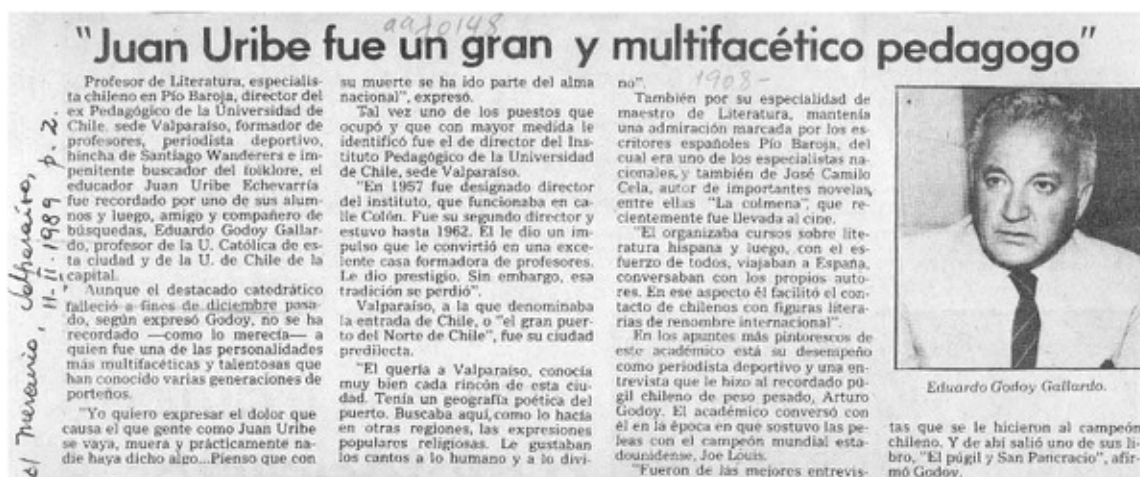 aaj0148
"Juan Uribe fue un gran y multifacético pedagogo"
Profesor de Literatura, especialis-
ta chileno en Pío Baroja, director del
ex Pedagógico de la Universidad de
Chile, sede Valparaíso, formador de
profesores, periodista deportivo,
hincha de Santiago Wanderers e im-
penitente buscador del folklore, el
educador Juan Uribe Echevarría
fue recordado por uno de sus alum-
nos y luego, amigo y compañero de
búsquedas, Eduardo Godoy Gallar-
do, profesor de la U. Católica de es-
ta ciudad y de la U. de Chile de la
capital.
Aunque el destacado catedrático
falleció a fines de diciembre pasa-
do, según expresó Godoy, no se ha
recordado —como lo merecía— a
quien fue una de las personalidades
más multifacéticas y talentosas que
han conocido varias generaciones de
porteños.
"Yo quiero expresar el dolor que
causa el que gente como Juan Uribe
se vaya, muera y prácticamente na-
die haya dicho algo...Pienso que con
su muerte se ha ido parte del alma
nacional", expresó.
Tal vez uno de los puestos que
ocupó y que con mayor medida le
identificó fue el de director del Ins-
tituto Pedagógico de la Universidad
de Chile, sede Valparaíso.
"En 1957 fue designado director
del instituto, que funcionaba en ca-
lle Colón. Fue su segundo director y
estuvo hasta 1962. El le dio un im-
pulso que le convirtió en una exce-
lente casa formadora de profesores.
Le dio prestigio. Sin embargo, esa
tradición se perdió".
Valparaíso, a la que denominaba
la entrada de Chile, o "el gran puer-
to del Norte de Chile", fue su ciudad
predilecta.
"El quería a Valparaíso, conocía
muy bien cada rincón de esta ciu-
dad. Tenía un geografía poética del
puerto. Buscaba aquí, como lo hacía
en otras regiones, las expresiones
populares religiosas. Le gustaban
los cantos a lo humano y a lo divi-
no".
1908-
También por su especialidad de
maestro de Literatura, mantenía
una admiración marcada por los es-
critores españoles Pío Baroja, del
cual era uno de los especialistas na-
cionales, y también de José Camilo
Cela, autor de importantes novelas,
entre ellas "La colmena", que re-
cientemente fue llevada al cine.
"El organizaba cursos sobre lite-
ratura hispana y luego, con el es-
fuerzo de todos, viajaban a España,
conversaban con los propios auto-
res. En ese aspecto él facilitó el con-
tacto de chilenos con figuras litera-
rias de renombre internacional".
En los apuntes más pintorescos de
este académico está su desempeño
como periodista deportivo y una en-
trevista que le hizo al recordado pú-
gil chileno de peso pesado, Arturo
Godoy. El académico conversó con
él en la época en que sostuvo las pe-
leas con el campeón mundial esta-
dounidense, Joe Louis.
"Fueron de las mejores entrevis-
Eduardo Godoy Gallardo.
tas que se le hicieron al campeón
chileno. Y de ahí salió uno de sus li-
bro, "El púgil y San Pancracio", afir-
mó Godoy.
el Mercurio, Valparaíso,
11-II-1989 p. 2.